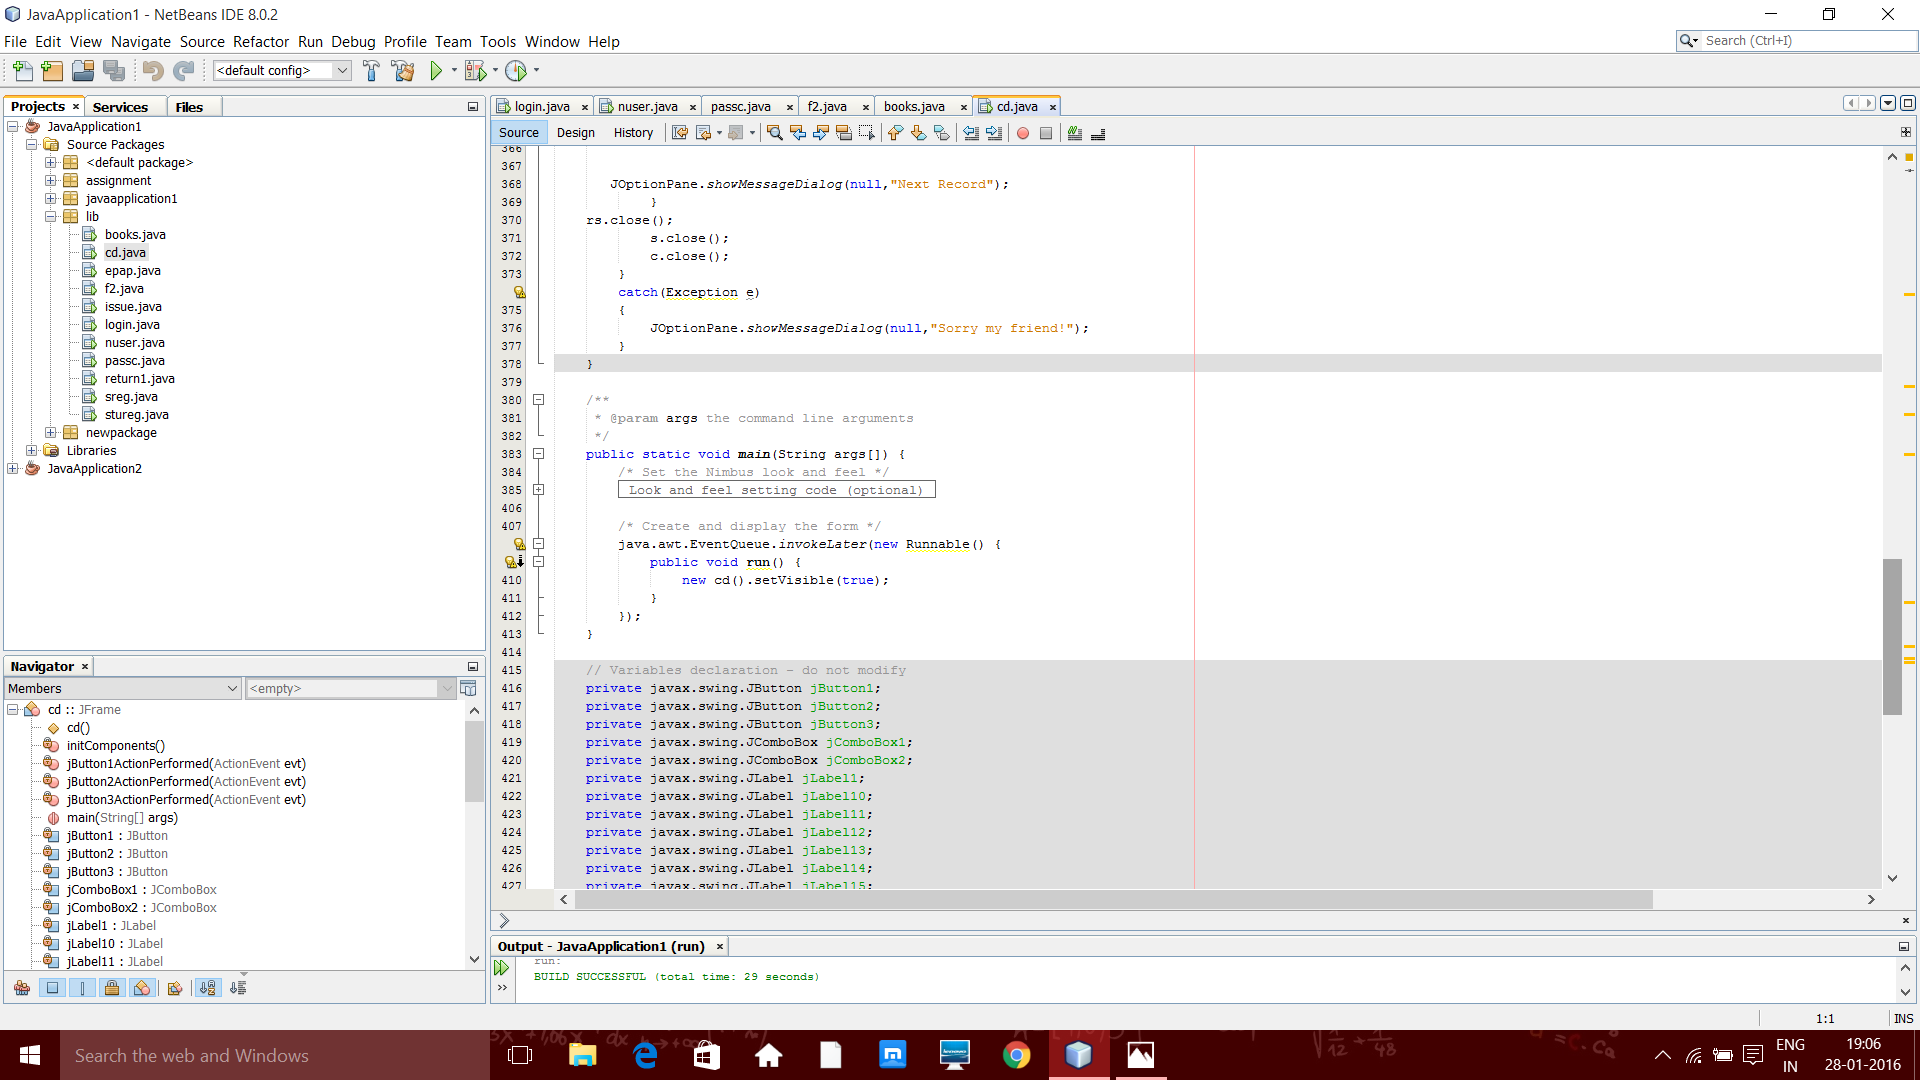 JavaApplication1 - NetBeans IDE 8.0.2
File Edit View Navigate Source Refactor Run Debug Profile Team Tools Window Help
Search (Ctrl+I)
<default config>
Projects Services Files
JavaApplication1
Source Packages
<default package>
assignment
javaapplication1
lib
books.java
cd.java
epap.java
f2.java
issue.java
login.java
nuser.java
passc.java
return1.java
sreg.java
stureg.java
newpackage
Libraries
JavaApplication2
Navigator
Members <empty>
cd :: JFrame
cd()
initComponents()
jButton1ActionPerformed(ActionEvent evt)
jButton2ActionPerformed(ActionEvent evt)
jButton3ActionPerformed(ActionEvent evt)
main(String[] args)
jButton1 : JButton
jButton2 : JButton
jButton3 : JButton
jComboBox1 : JComboBox
jComboBox2 : JComboBox
jLabel1 : JLabel
jLabel10 : JLabel
jLabel11 : JLabel
login.java nuser.java passc.java f2.java books.java cd.java
Source Design History
366
367
368 JOptionPane.showMessageDialog(null,"Next Record");
369 }
370 rs.close();
371 s.close();
372 c.close();
373 }
catch(Exception e)
375 {
376 JOptionPane.showMessageDialog(null,"Sorry my friend!");
377 }
378 }
379
380 /**
381 * @param args the command line arguments
382 */
383 public static void main(String args[]) {
384 /* Set the Nimbus look and feel */
385 Look and feel setting code (optional)
406
407 /* Create and display the form */
java.awt.EventQueue.invokeLater(new Runnable() {
public void run() {
410 new cd().setVisible(true);
411 }
412 });
413 }
414
415 // Variables declaration - do not modify
416 private javax.swing.JButton jButton1;
417 private javax.swing.JButton jButton2;
418 private javax.swing.JButton jButton3;
419 private javax.swing.JComboBox jComboBox1;
420 private javax.swing.JComboBox jComboBox2;
421 private javax.swing.JLabel jLabel1;
422 private javax.swing.JLabel jLabel10;
423 private javax.swing.JLabel jLabel11;
424 private javax.swing.JLabel jLabel12;
425 private javax.swing.JLabel jLabel13;
426 private javax.swing.JLabel jLabel14;
427 private javax.swing.JLabel jLabel15;
Output - JavaApplication1 (run)
run:
BUILD SUCCESSFUL (total time: 29 seconds)
1:1 INS
Search the web and Windows
ENG
IN
19:06
28-01-2016